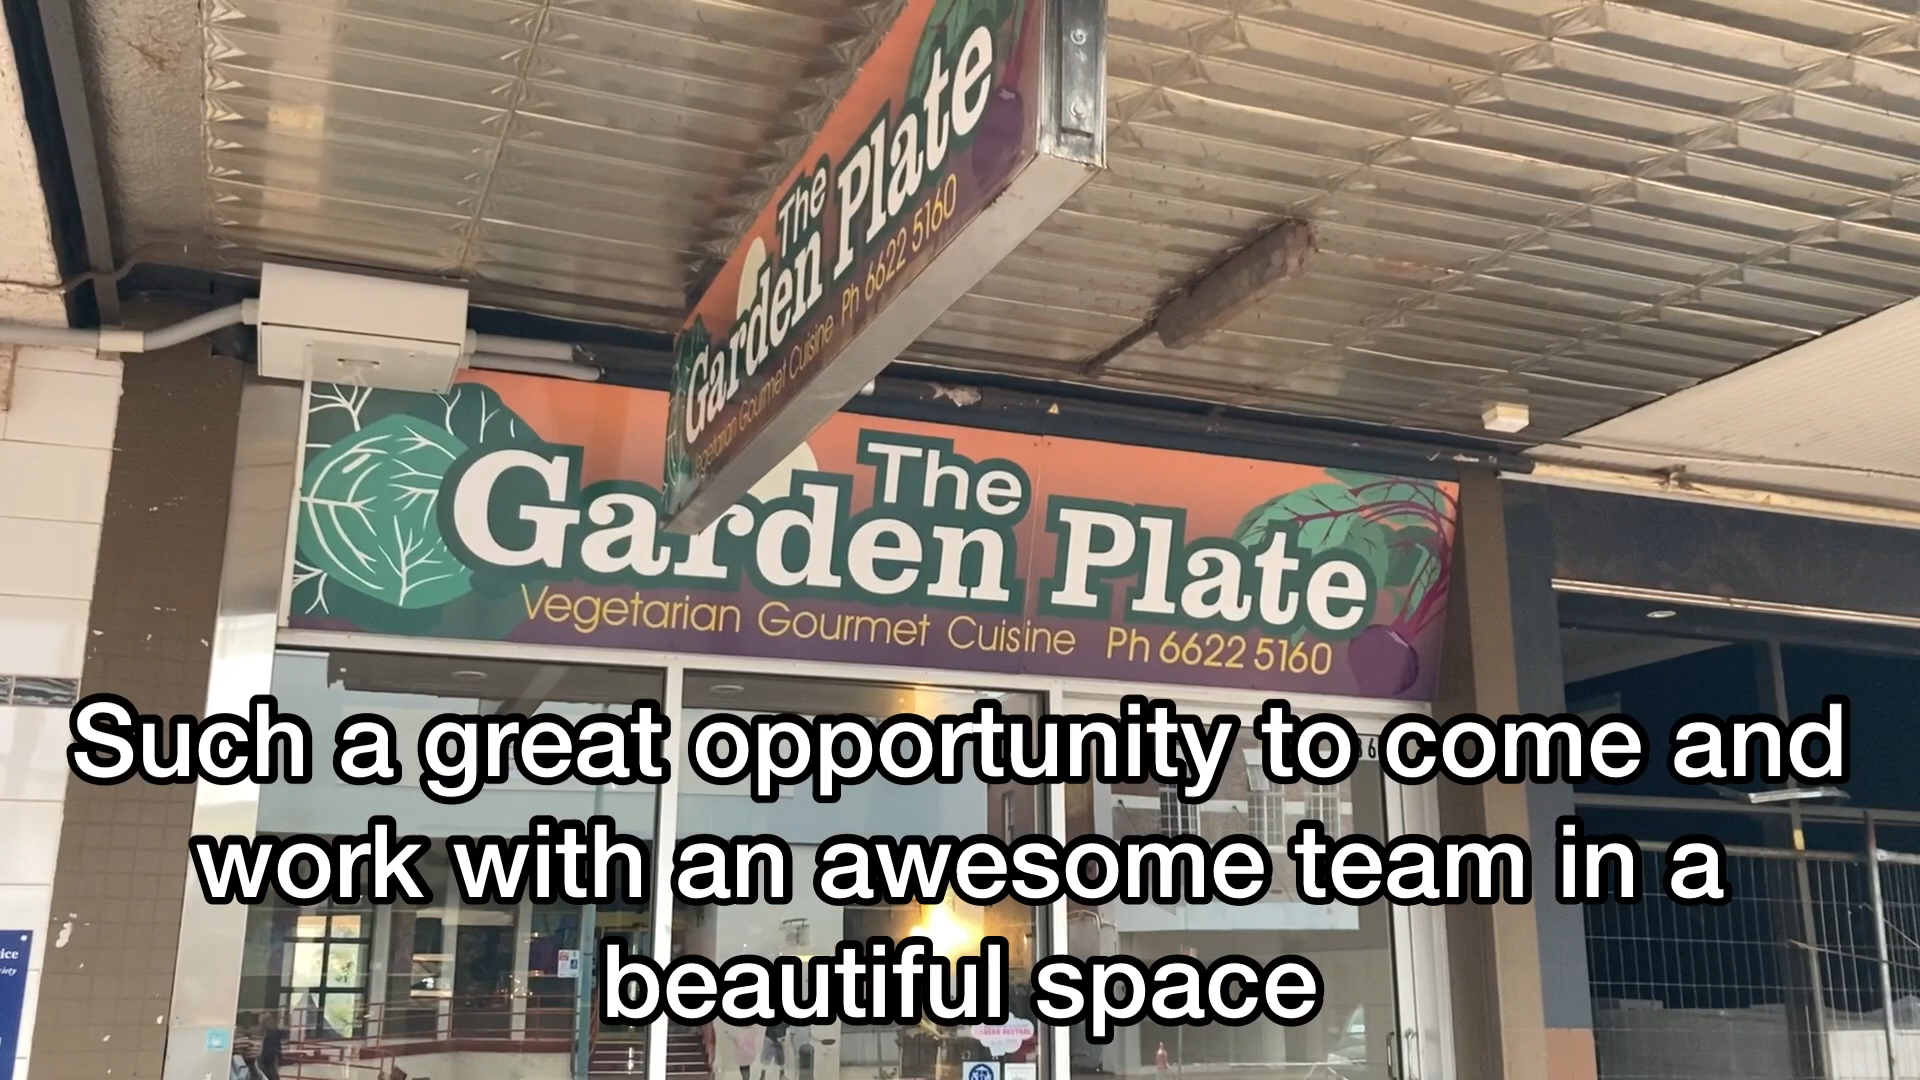 The
Garden Plate
Vegetarian Gourmet Cuisine Ph 6622 5160
The
Garden Plate
Vegetarian Gourmet Cuisine Ph 6622 5160
Such a great opportunity to come and
work with an awesome team in a
beautiful space